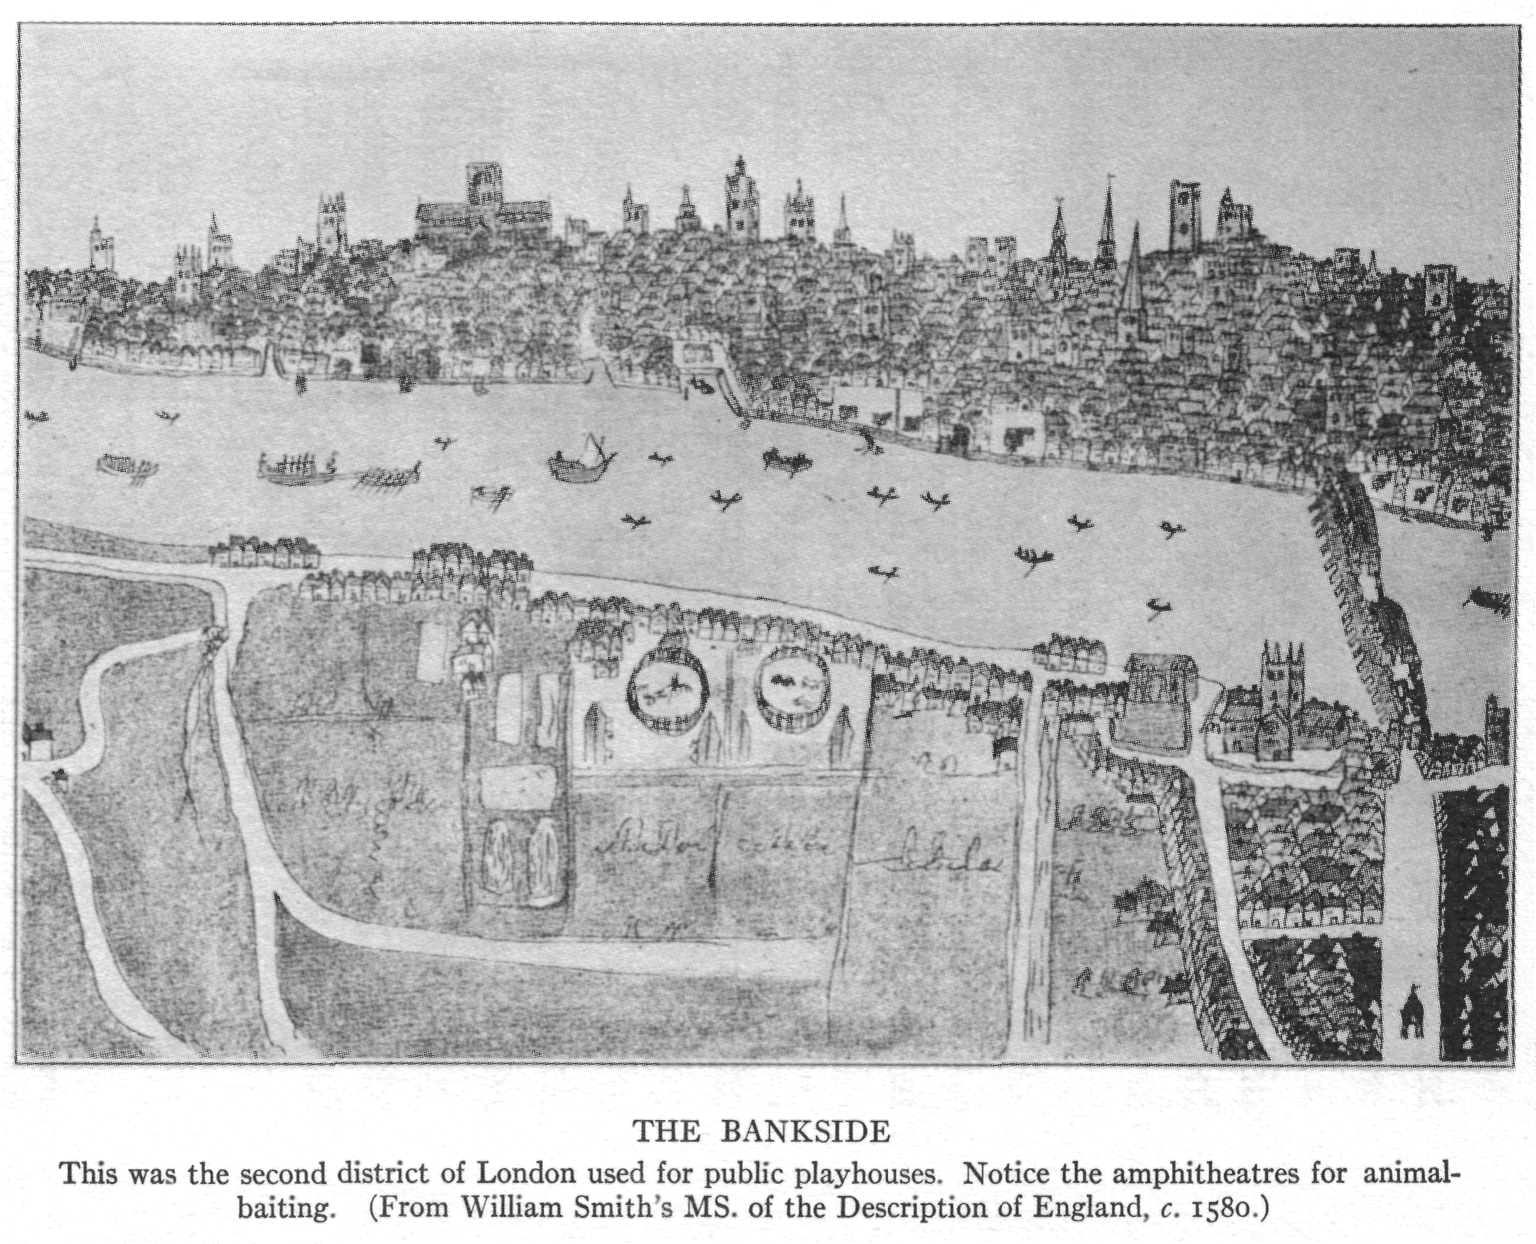 THE BANKSIDE
This was the second district of London used for public playhouses. Notice the amphitheatres for animal-
baiting. (From William Smith's MS. of the Description of England, c. 1580.)